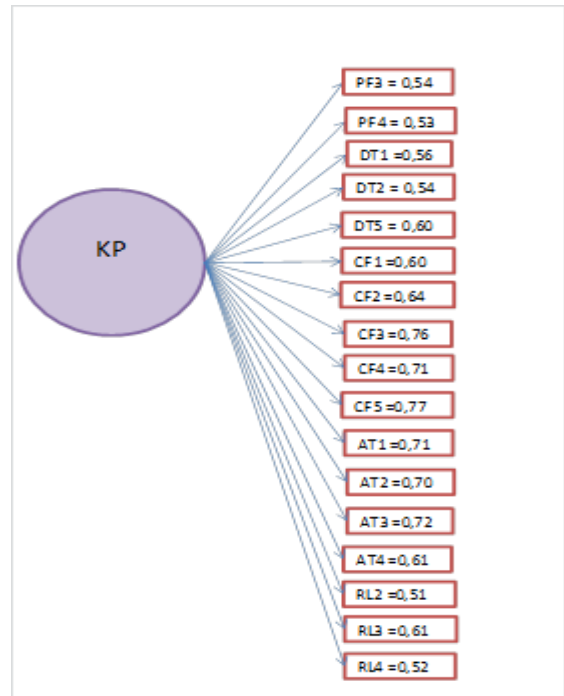 KP
PF3 = 0,54
PF4 = 0,53
DT1 =0,56
DT2 = 0,54
DT5 = 0,60
CF1 =0,60
CF2 =0,64
CF3 =0,76
CF4 =0,71
CF5 =0,77
AT1 =0,71
AT2 =0,70
AT3 =0,72
AT4 =0,61
RL2 =0,51
RL3 =0,61
RL4 =0,52